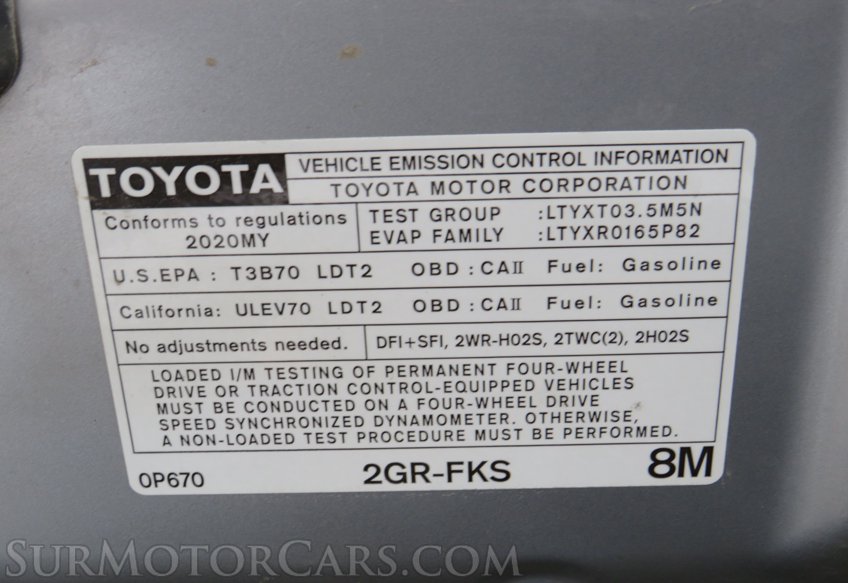 TOYOTA
VEHICLE EMISSION CONTROL INFORMATION
TOYOTA MOTOR CORPORATION
Conforms to regulations
2020MY
TEST GROUP :LTYXT03.5M5N
EVAP FAMILY :LTYXR0165P82
U.S.EPA : T3B70 LDT2 OBD : CAII Fuel: Gasoline
California: ULEV70 LDT2 OBD : CAII Fuel: Gasoline
No adjustments needed.
DFI+SFI, 2WR-HO2S, 2TWC(2), 2HO2S
LOADED I/M TESTING OF PERMANENT FOUR-WHEEL
DRIVE OR TRACTION CONTROL-EQUIPPED VEHICLES
MUST BE CONDUCTED ON A FOUR-WHEEL DRIVE
SPEED SYNCHRONIZED DYNAMOMETER. OTHERWISE,
A NON-LOADED TEST PROCEDURE MUST BE PERFORMED.
0P670 2GR-FKS 8M
SURMOTORCARS.COM